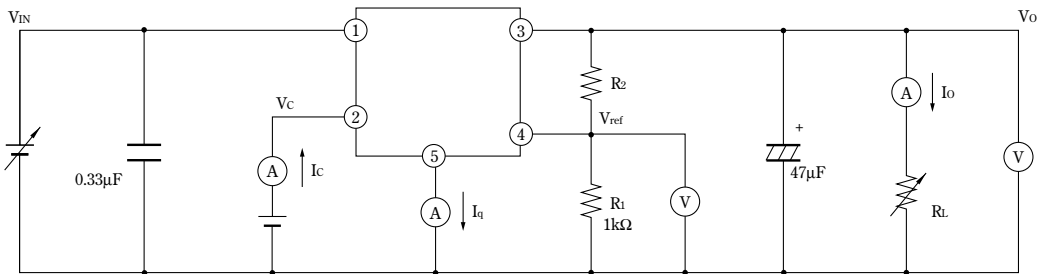 VIN
1
3
VO
R2
A
IO
VC
2
Vref
4
+
0.33µF
A
IC
5
47µF
V
A
Iq
R1
1kΩ
V
RL